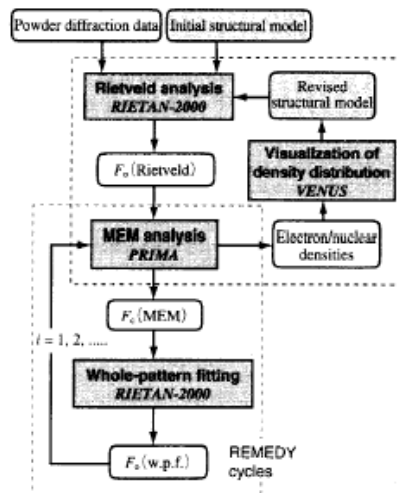 Powder diffraction data
Initial structural model
Rietveld analysis
RIETAN-2000
Revised
structural model
Fo(Rietveld)
Visualization of
density distribution
VENUS
MEM analysis
PRIMA
Electron/nuclear
densities
Fc(MEM)
i = 1, 2, .....
Whole-pattern fitting
RIETAN-2000
Fo(w.p.f.)
REMEDY
cycles